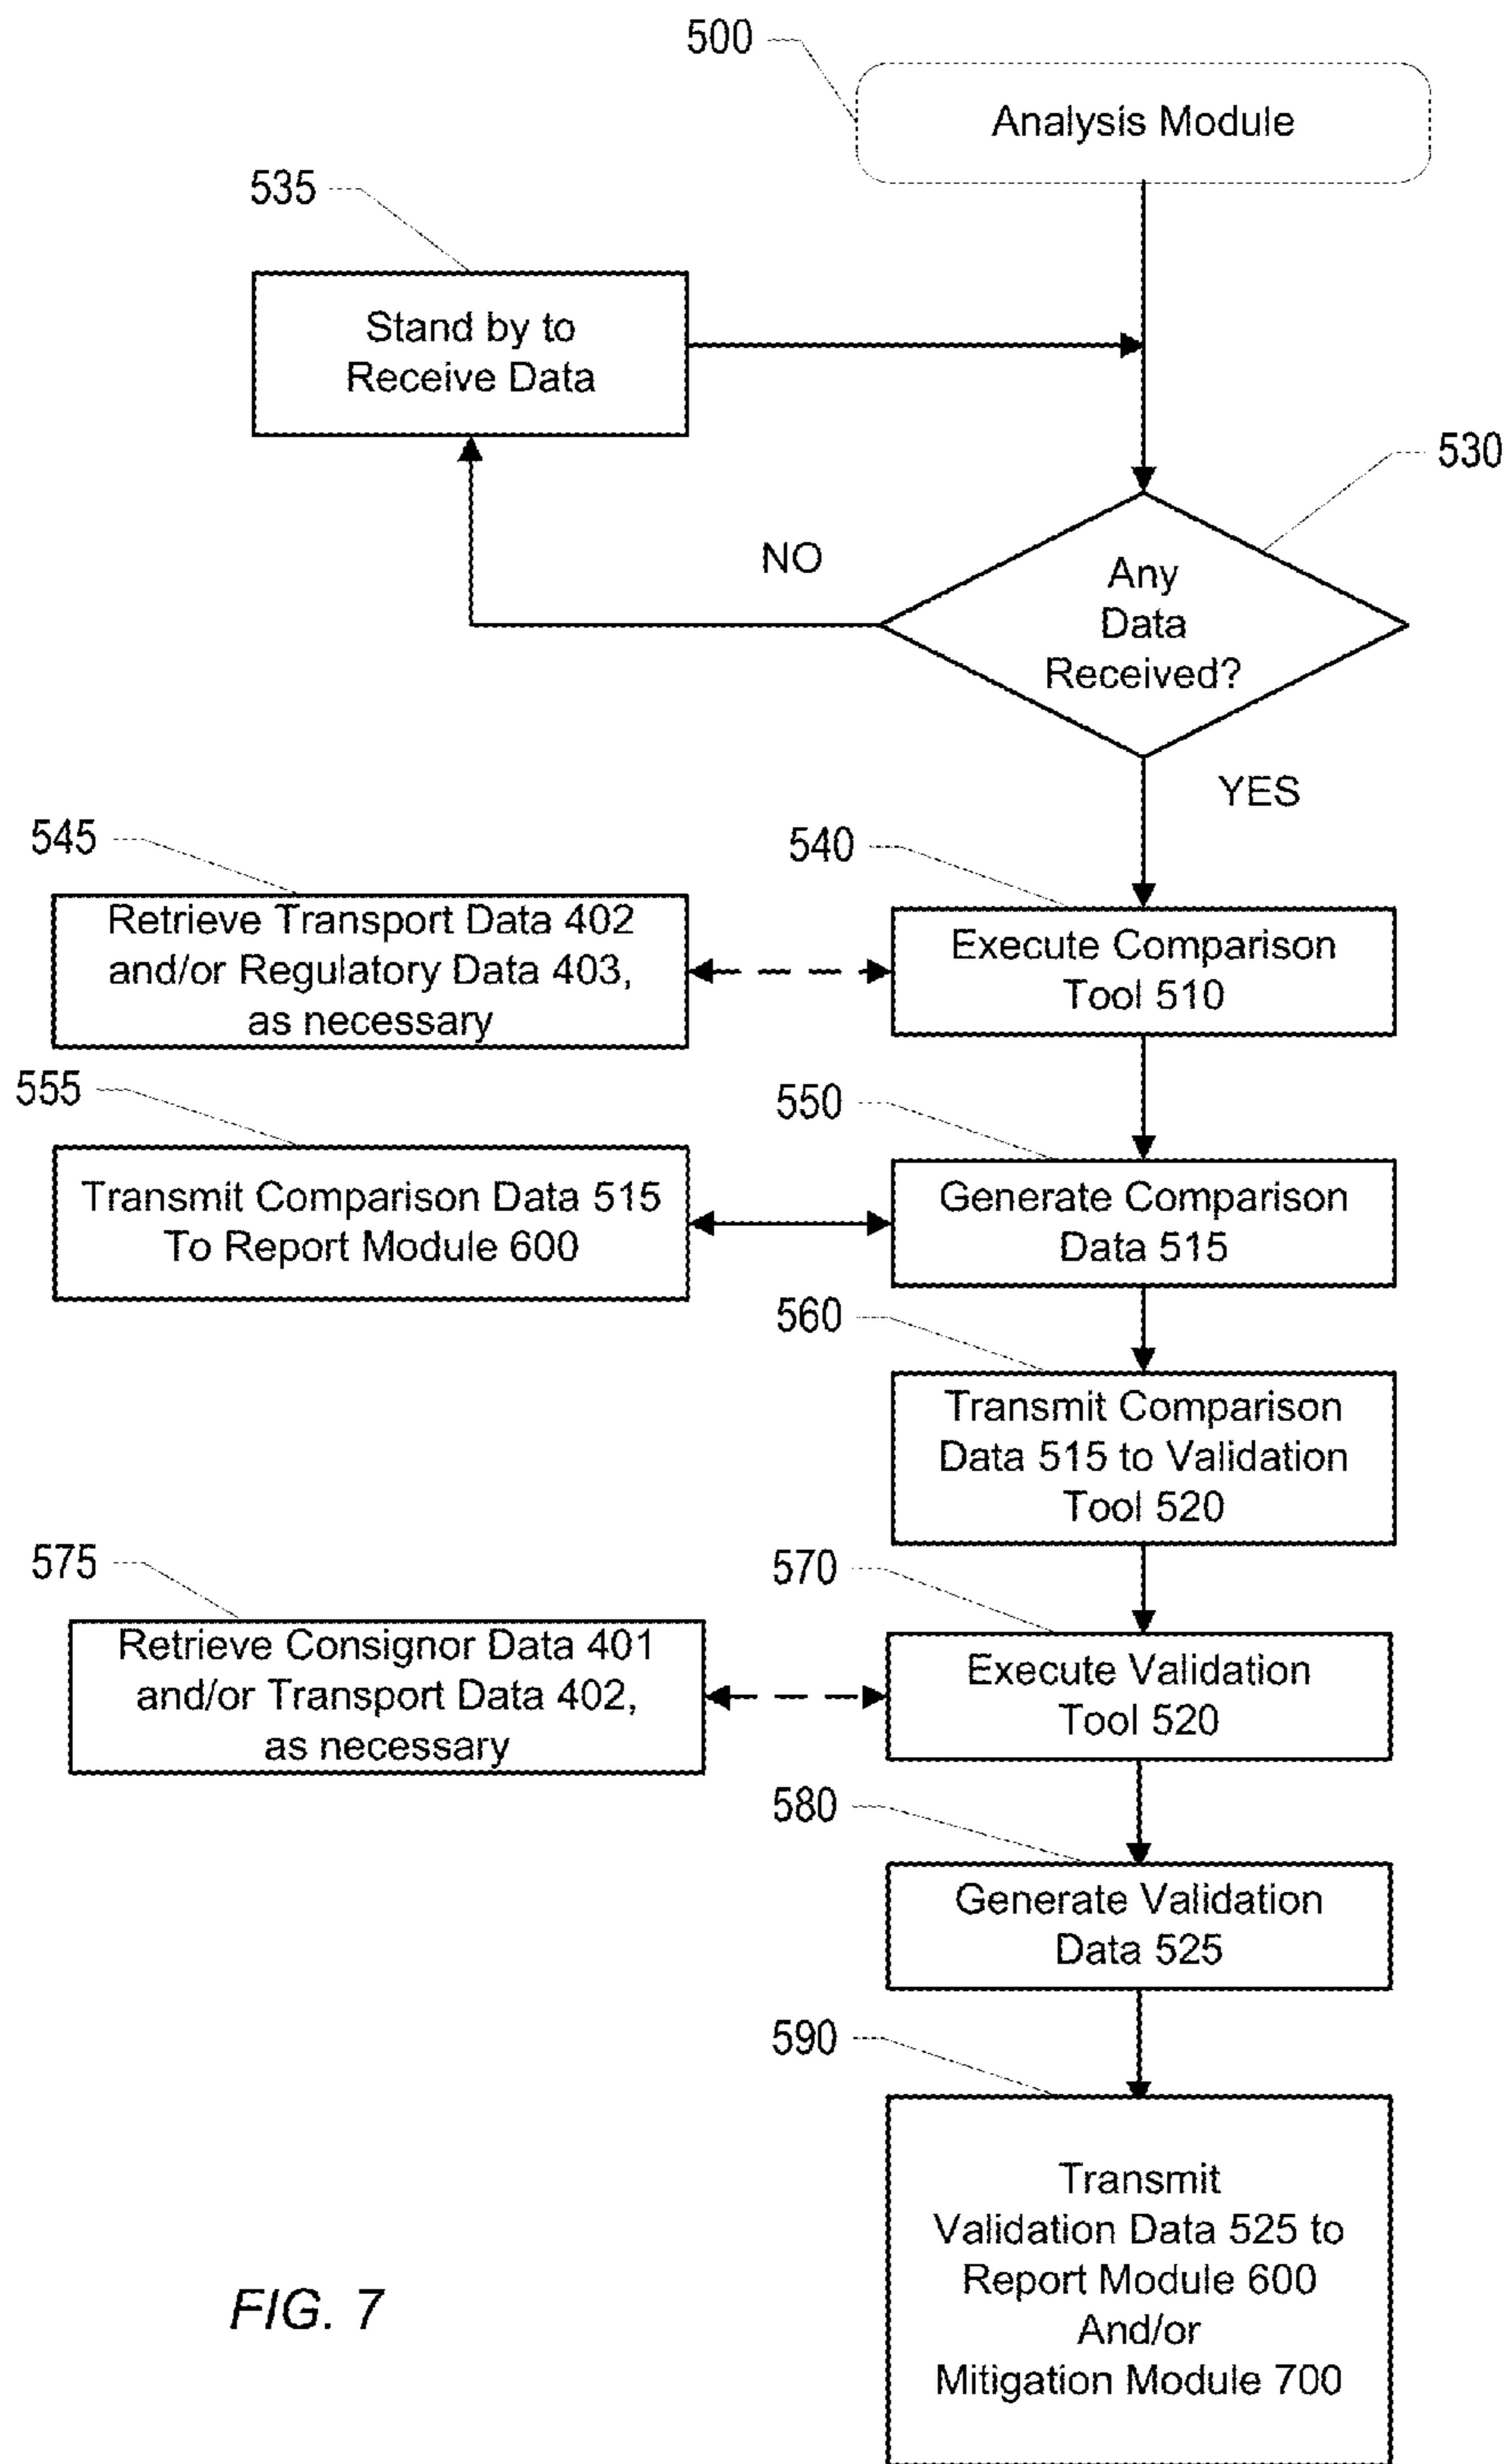 500
Analysis Module
535
Stand by to
Receive Data
530
NO
Any
Data
Received?
YES
545
540
Retrieve Transport Data 402
and/or Regulatory Data 403,
as necessary
Execute Comparison
Tool 510
555
550
Transmit Comparison Data 515
To Report Module 600
Generate Comparison
Data 515
560
Transmit Comparison
Data 515 to Validation
Tool 520
575
570
Retrieve Consignor Data 401
and/or Transport Data 402,
as necessary
Execute Validation
Tool 520
580
Generate Validation
Data 525
590
Transmit
Validation Data 525 to
Report Module 600
And/or
Mitigation Module 700
FIG. 7